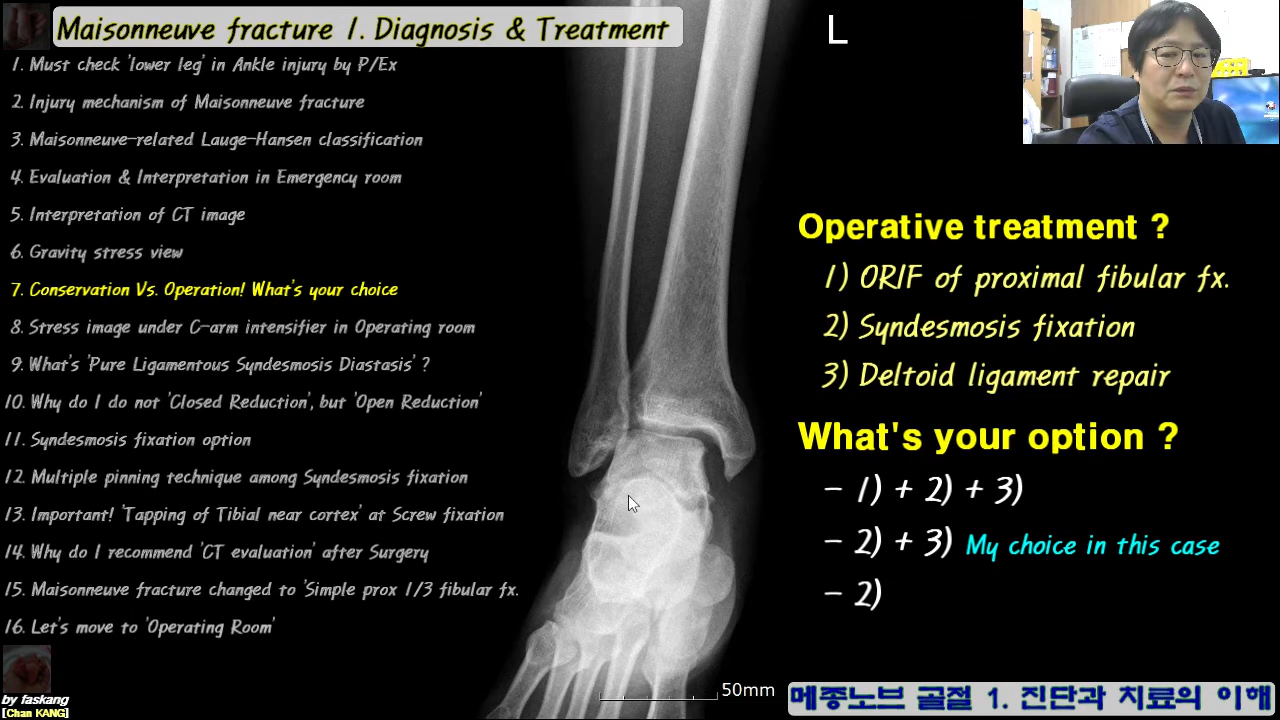 Maisonneuve fracture 1. Diagnosis & Treatment
1. Must check 'lower leg' in Ankle injury by P/Ex
2. Injury mechanism of Maisonneuve fracture
3. Maisonneuve-related Lauge-Hansen classification
4. Evaluation & Interpretation in Emergency room
5. Interpretation of CT image
6. Gravity stress view
7. Conservation Vs. Operation! What's your choice
8. Stress image under C-arm intensifier in Operating room
9. What's 'Pure Ligamentous Syndesmosis Diastasis' ?
10. Why do I do not 'Closed Reduction', but 'Open Reduction'
11. Syndesmosis fixation option
12. Multiple pinning technique among Syndesmosis fixation
13. Important! 'Tapping of Tibial near cortex' at Screw fixation
14. Why do I recommend 'CT evaluation' after Surgery
15. Maisonneuve fracture changed to 'Simple prox 1/3 fibular fx.
16. Let's move to 'Operating Room'
by faskang
[Chan KANG]
L
Operative treatment ?
1) ORIF of proximal fibular fx.
2) Syndesmosis fixation
3) Deltoid ligament repair
What's your option ?
- 1) + 2) + 3)
- 2) + 3) My choice in this case
- 2)
50mm
메종노브 골절 1. 진단과 치료의 이해